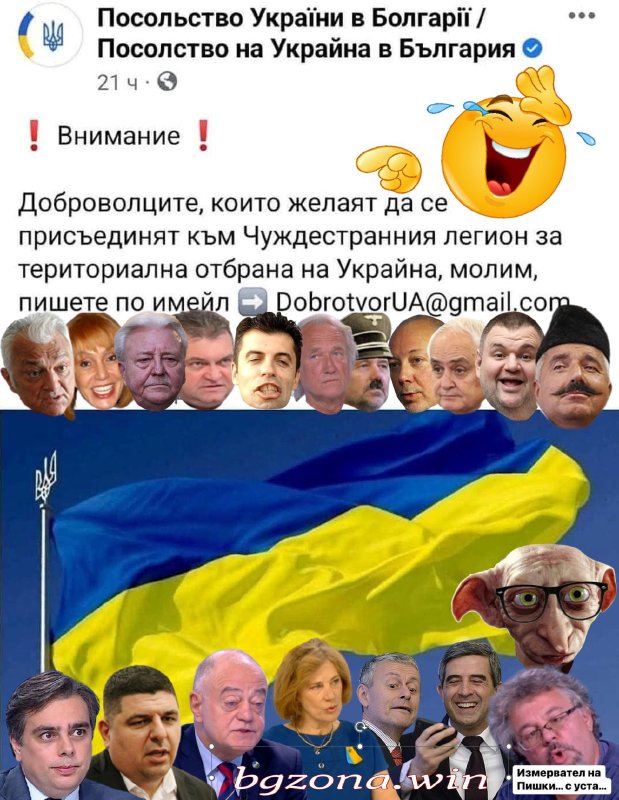 Посольство України в Болгарії /
Посолство на Украйна в България
21 ч ·
❗ Внимание ❗
Доброволците, които желаят да се
присъединят към Чуждестранния легион за
територialна отбрана на Украйна, молим,
пишете по имейл ➡️ DobrotvorUA@gmail.com
bgzona.win
Измервател на
Пишки... с уста...